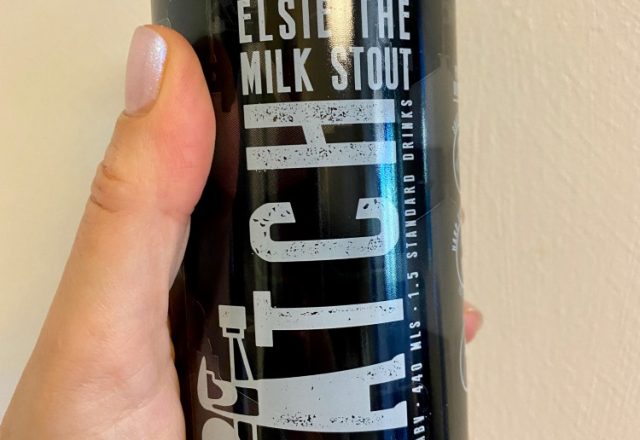 ELSIE THE
MILK STOUT
ATCH
ABV · 440 MLS · 1.5 STANDARD DRINKS